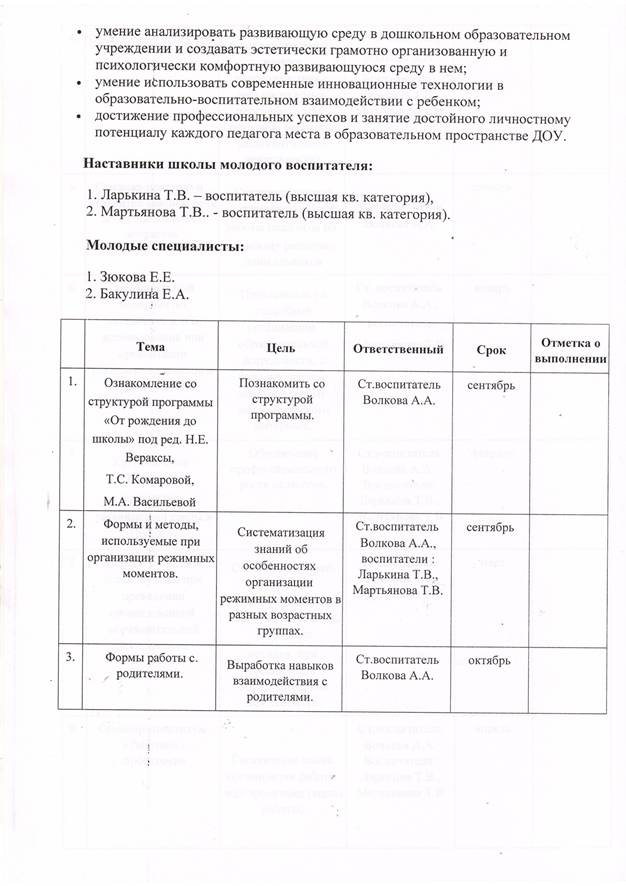 • умение анализировать развивающую среду в дошкольном образовательном
учреждении и создавать эстетически грамотно организованную и
психологически комфортную развивающуюся среду в нем;
• умение использовать современные инновационные технологии в
образовательно-воспитательном взаимодействии с ребенком;
• достижение профессиональных успехов и занятие достойного личностному
потенциалу каждого педагога места в образовательном пространстве ДОУ.
Наставники школы молодого воспитателя:
1. Ларькина Т.В. – воспитатель (высшая кв. категория),
2. Мартьянова Т.В.. - воспитатель (высшая кв. категория).
Молодые специалисты:
1. Зюкова Е.Е.
2. Бакулина Е.А.
Тема
Цель
Ответственный
Срок
Отметка о
выполнении
1.
Ознакомление со
структурой программы
«От рождения до
школы» под ред. Н.Е.
Вераксы,
Т.С. Комаровой,
М.А. Васильевой
Познакомить со
структурой
программы.
Ст.воспитатель
Волкова А.А.
сентябрь
2.
Формы и методы,
используемые при
организации режимных
моментов.
Систематизация
знаний об
особенностях
организации
режимных моментов в
разных возрастных
группах.
Ст.воспитатель
Волкова А.А.,
воспитатели :
Ларькина Т.В.,
Мартьянова Т.В.
сентябрь
3.
Формы работы с.
родителями.
Выработка навыков
взаимодействия с
родителями.
Ст.воспитатель
Волкова А.А.
октябрь